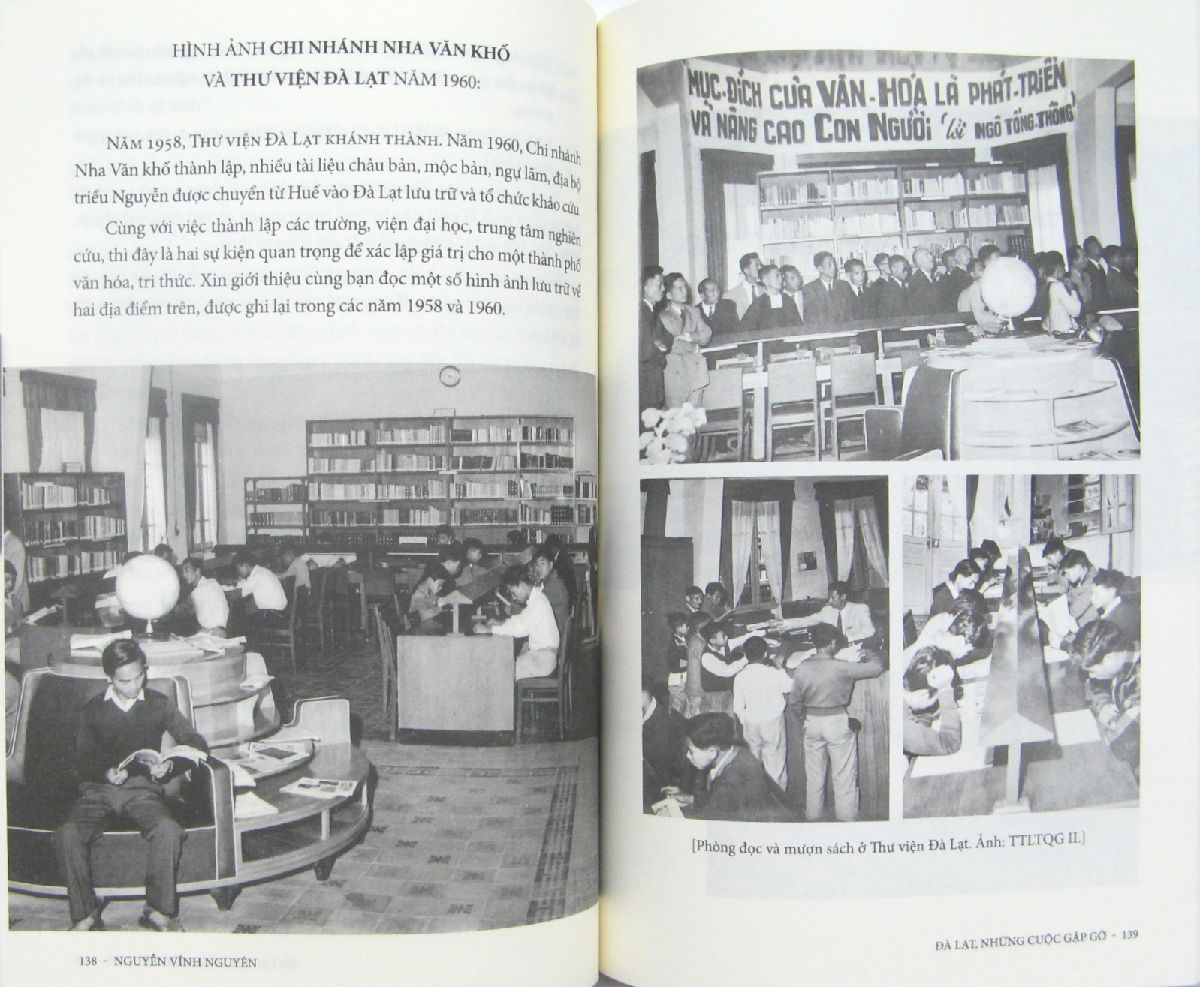 HÌNH ẢNH CHI NHÁNH NHA VĂN KHỐ
VÀ THƯ VIỆN ĐÀ LẠT NĂM 1960:
NĂM 1958, THƯ VIỆN ĐÀ LẠT KHÁNH THÀNH. Năm 1960, Chi nhánh
Nha Văn khố thành lập, nhiều tài liệu châu bản, mộc bản, ngự lãm, địa bộ
triều Nguyễn được chuyển từ Huế vào Đà Lạt lưu trữ và tổ chức khảo cứu
Cùng với việc thành lập các trường, viện đại học, trung tâm nghiên
cứu, thì đây là hai sự kiện quan trọng để xác lập giá trị cho một thành phố
văn hóa, tri thức. Xin giới thiệu cùng bạn đọc một số hình ảnh lưu trữ về
hai địa điểm trên, được ghi lại trong các năm 1958 và 1960.
138 - NGUYỄN VĨNH NGUYÊN
MỤC-ĐÍCH CỦA VĂN-HÓA LÀ PHÁT-TRIỂN
VÀ NÂNG CAO CON NGƯỜI NGÔ TỔNG-THỐNG
[Phòng đọc và mượn sách ở Thư viện Đà Lạt. Ảnh: TTLTQG II.]
ĐÀ LẠT, NHỮNG CUỘC GẶP GỠ - 139